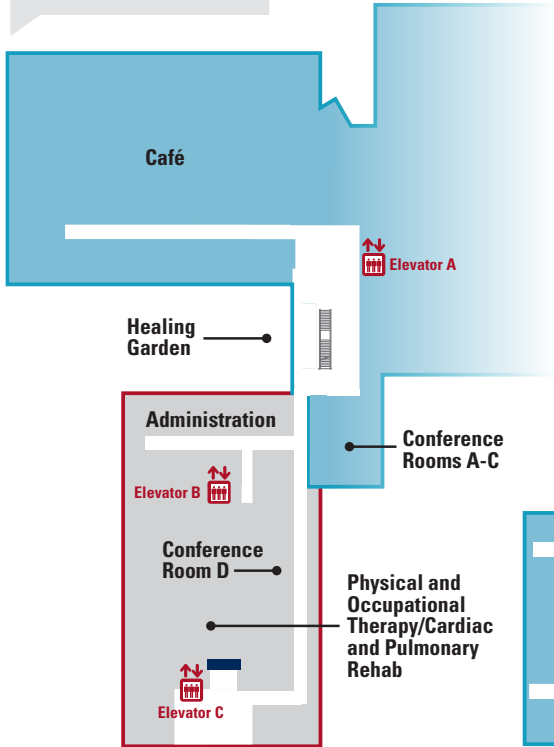 Café
Elevator A
Healing
Garden
Administration
Conference
Rooms A-C
Elevator B
Conference
Room D
Physical and
Occupational
Therapy/Cardiac
and Pulmonary
Rehab
Elevator C